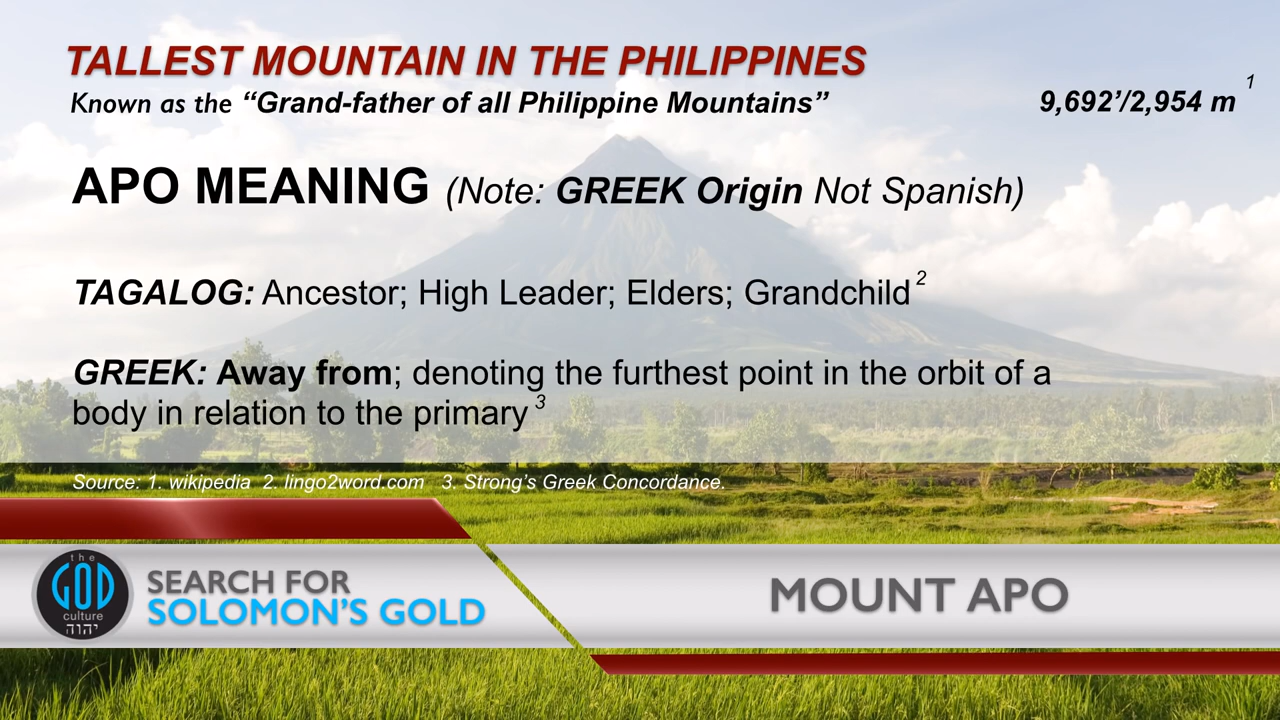 TALLEST MOUNTAIN IN THE PHILIPPINES
Known as the “Grand-father of all Philippine Mountains”
9,692’/2,954 m 1
APO MEANING (Note: GREEK Origin Not Spanish)
TAGALOG: Ancestor; High Leader; Elders; Grandchild 2
GREEK: Away from; denoting the furthest point in the orbit of a
body in relation to the primary 3
Source: 1. wikipedia 2. lingo2word.com 3. Strong’s Greek Concordance.
the
GOD
culture
יהוה
SEARCH FOR
SOLOMON’S GOLD
MOUNT APO